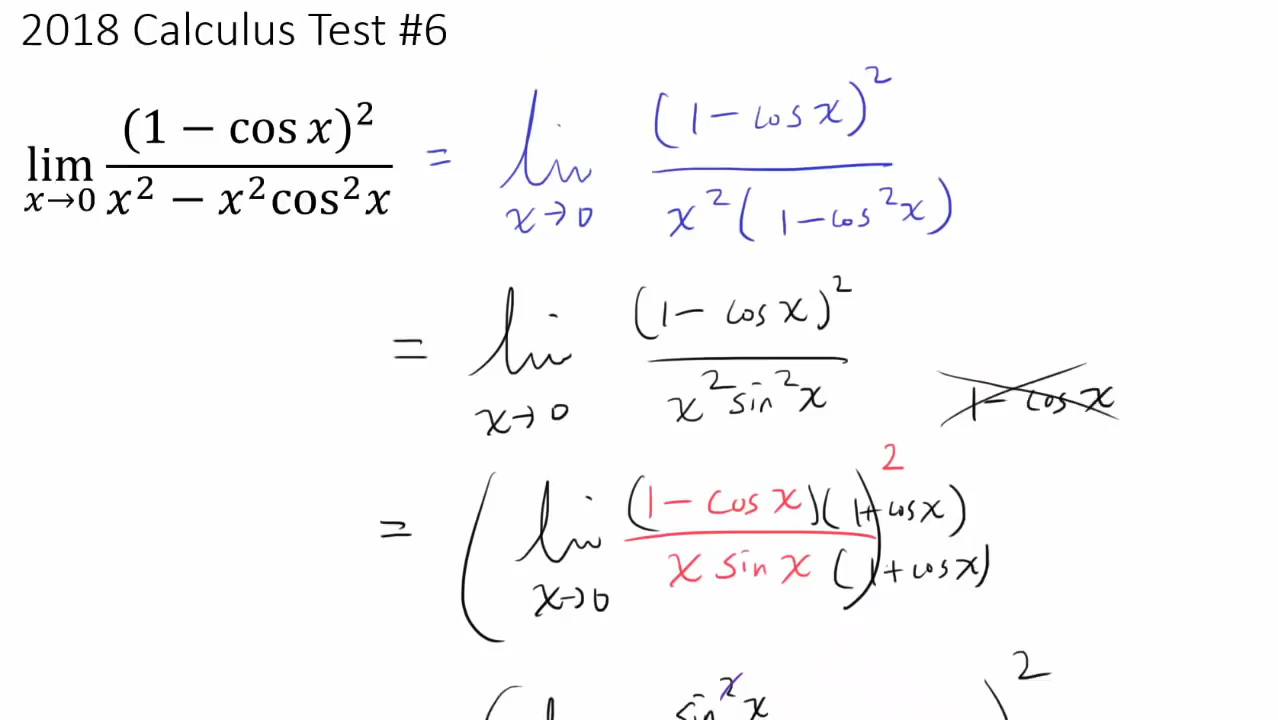 2018 Calculus Test #6
lim x→0 (1 − cos x)² / x² − x²cos²x = lim x→0 (1 − cos x)² / x²(1 − cos²x)
= lim x→0 (1 − cos x)² / x² sin² x
1 − cos x
= (lim x→0 (1 − cos x)(1 + cos x) / x sin x (1 + cos x))²
sin² x 2